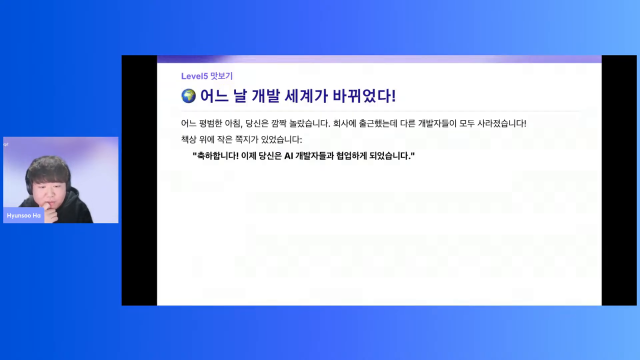 Level5 맛보기
🌍 어느 날 개발 세계가 바뀌었다!
어느 평범한 아침, 당신은 깜짝 놀랐습니다. 회사에 출근했는데 다른 개발자들이 모두 사라졌습니다!
책상 위에 작은 쪽지가 있었습니다:
"축하합니다! 이제 당신은 AI 개발자들과 협업하게 되었습니다."
Hyunsoo Ho